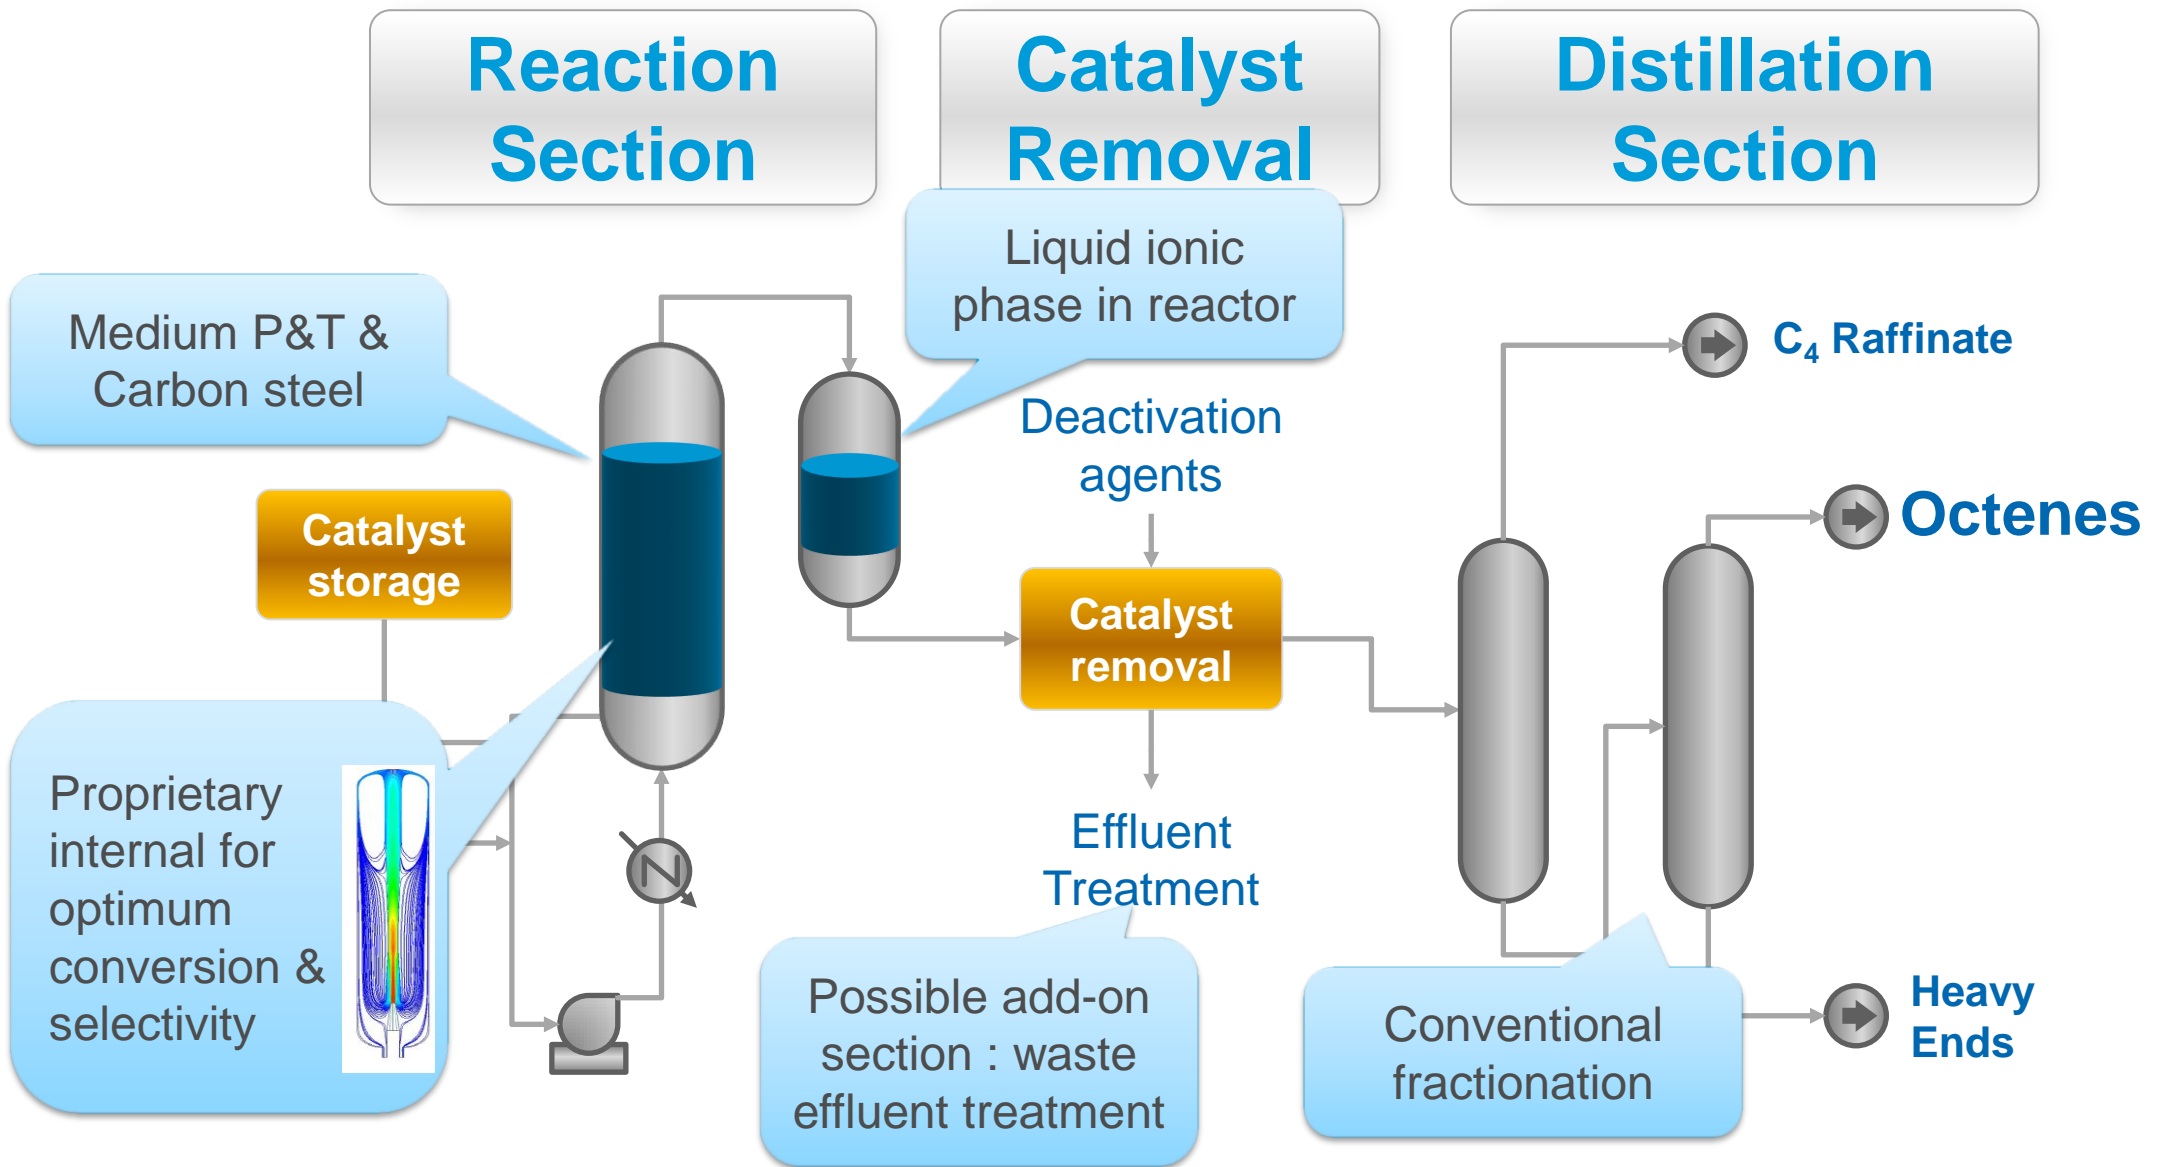 Reaction
Section
Catalyst
Removal
Distillation
Section
Liquid ionic
phase in reactor
Medium P&T &
Carbon steel
C₄ Raffinate
Deactivation
agents
Catalyst
storage
Octenes
Catalyst
removal
Proprietary
internal for
optimum
conversion &
selectivity
Effluent
Treatment
Possible add-on
section : waste
effluent treatment
Conventional
fractionation
Heavy
Ends